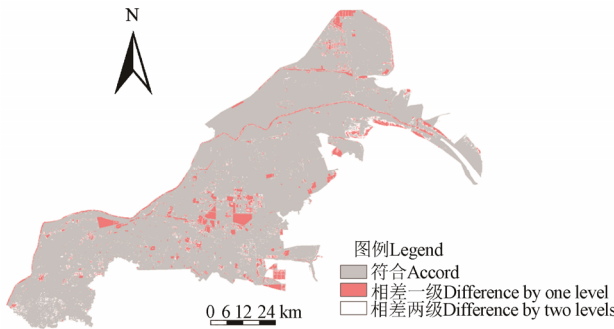 N
图例Legend
符合Accord
相差一级Difference by one level
相差两级Difference by two levels
0 6 12 24 km